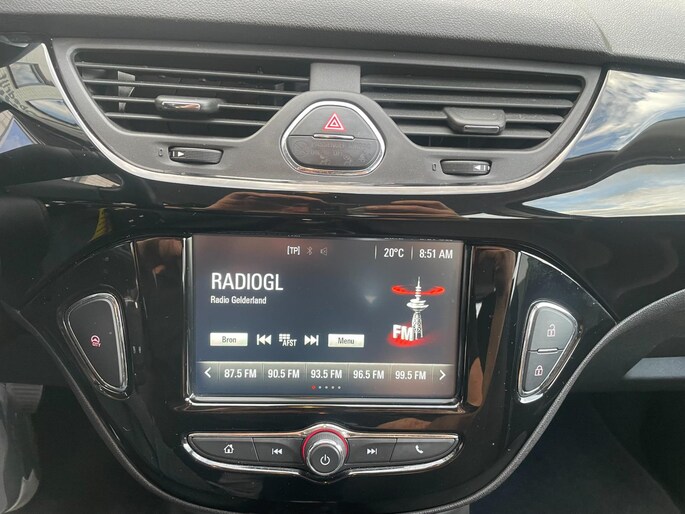 [TP] 20°C 8:51 AM
RADIOGL
Radio Gelderland
FM
Bron AFST Menu
87.5 FM 90.5 FM 93.5 FM 96.5 FM 99.5 FM